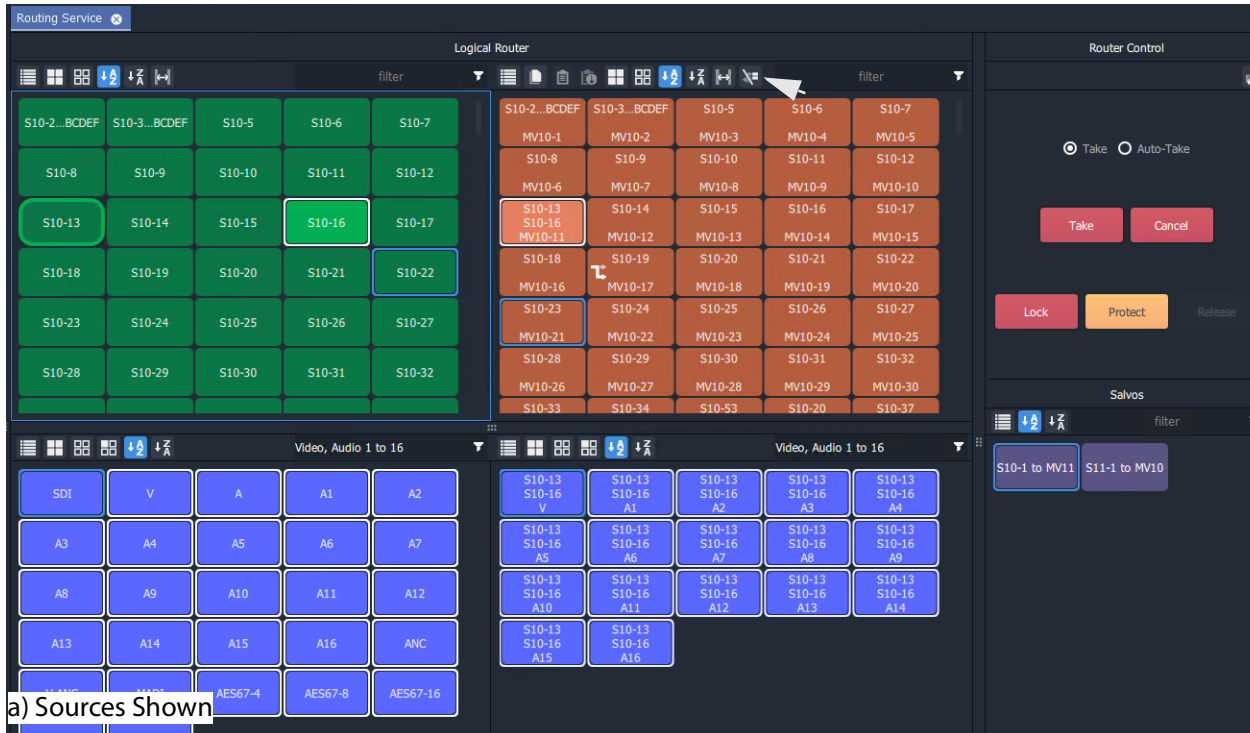 Routing Service
Logical Router
Router Control
A Z
Z A
filter
A Z
Z A
filter
S10-2...BCDEF S10-3...BCDEF S10-5 S10-6 S10-7
S10-8 S10-9 S10-10 S10-11 S10-12
S10-13 S10-14 S10-15 S10-16 S10-17
S10-18 S10-19 S10-20 S10-21 S10-22
S10-23 S10-24 S10-25 S10-26 S10-27
S10-28 S10-29 S10-30 S10-31 S10-32
S10-2...BCDEF S10-3...BCDEF S10-5 S10-6 S10-7
MV10-1 MV10-2 MV10-3 MV10-4 MV10-5
S10-8 S10-9 S10-10 S10-11 S10-12
MV10-6 MV10-7 MV10-8 MV10-9 MV10-10
S10-13 S10-14 S10-15 S10-16 S10-17
S10-16
MV10-11 MV10-12 MV10-13 MV10-14 MV10-15
S10-18 S10-19 S10-20 S10-21 S10-22
MV10-16 MV10-17 MV10-18 MV10-19 MV10-20
S10-23 S10-24 S10-25 S10-26 S10-27
MV10-21 MV10-22 MV10-23 MV10-24 MV10-25
S10-28 S10-29 S10-30 S10-31 S10-32
MV10-26 MV10-27 MV10-28 MV10-29 MV10-30
S10-33 S10-34 S10-53 S10-20 S10-37
Take Auto-Take
Take Cancel
Lock Protect Release
Salvos
A Z
Z A
filter
S10-1 to MV11 S11-1 to MV10
A Z
Z A
Video, Audio 1 to 16
SDI V A A1 A2
A3 A4 A5 A6 A7
A8 A9 A10 A11 A12
A13 A14 A15 A16 ANC
AES67-4 AES67-8 AES67-16
A Z
Z A
Video, Audio 1 to 16
S10-13 S10-13 S10-13 S10-13 S10-13
S10-16 S10-16 S10-16 S10-16 S10-16
V A1 A2 A3 A4
S10-13 S10-13 S10-13 S10-13 S10-13
S10-16 S10-16 S10-16 S10-16 S10-16
A5 A6 A7 A8 A9
S10-13 S10-13 S10-13 S10-13 S10-13
S10-16 S10-16 S10-16 S10-16 S10-16
A10 A11 A12 A13 A14
S10-13 S10-13
S10-16 S10-16
A15 A16
a) Sources Shown